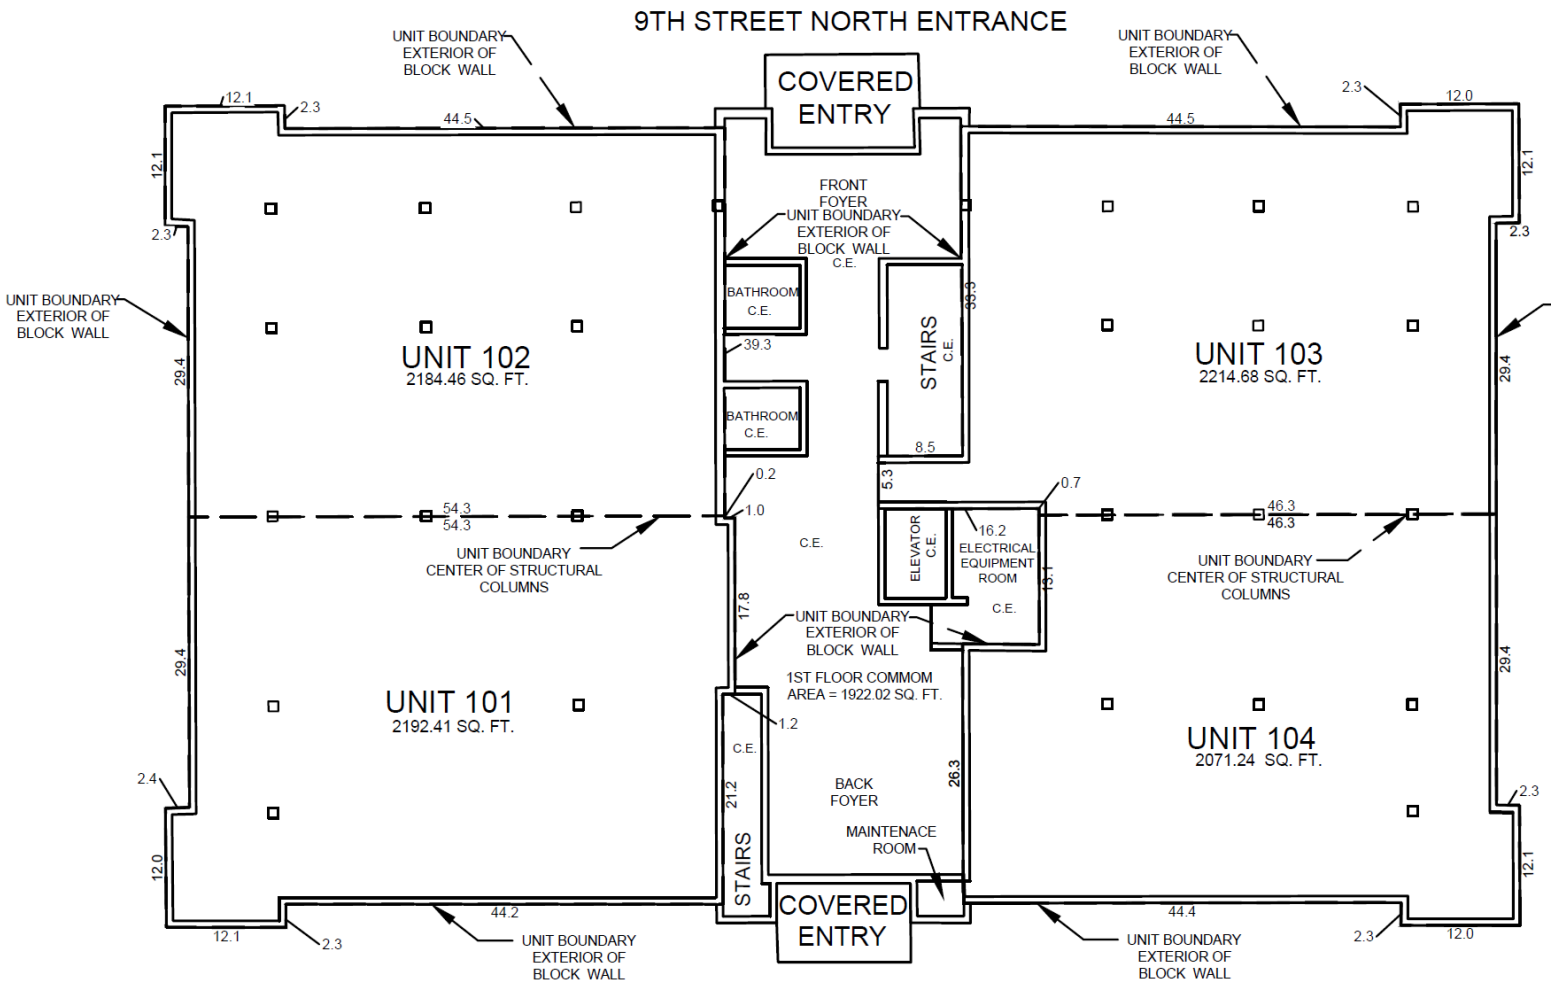 9TH STREET NORTH ENTRANCE
UNIT BOUNDARY
EXTERIOR OF
BLOCK WALL
UNIT BOUNDARY
EXTERIOR OF
BLOCK WALL
COVERED
ENTRY
12.1
2.3
44.5
44.5
2.3
12.0
12.1
12.1
2.3
2.3
FRONT
FOYER
UNIT BOUNDARY
EXTERIOR OF
BLOCK WALL
C.E.
UNIT BOUNDARY
EXTERIOR OF
BLOCK WALL
BATHROOM
C.E.
33.3
STAIRS
C.E.
39.3
UNIT 102
2184.46 SQ. FT.
UNIT 103
2214.68 SQ. FT.
29.4
29.4
BATHROOM
C.E.
8.5
0.2
5.3
0.7
1.0
54.3
54.3
46.3
46.3
16.2
C.E.
ELEVATOR
C.E.
ELECTRICAL
EQUIPMENT
ROOM
C.E.
13.1
UNIT BOUNDARY
CENTER OF STRUCTURAL
COLUMNS
UNIT BOUNDARY
CENTER OF STRUCTURAL
COLUMNS
17.8
UNIT BOUNDARY
EXTERIOR OF
BLOCK WALL
29.4
29.4
1ST FLOOR COMMOM
AREA = 1922.02 SQ. FT.
UNIT 101
2192.41 SQ. FT.
1.2
C.E.
UNIT 104
2071.24 SQ. FT.
2.4
21.2
BACK
FOYER
26.3
2.3
MAINTENACE
ROOM
STAIRS
12.0
12.1
44.2
COVERED
ENTRY
44.4
12.1
2.3
2.3
12.0
UNIT BOUNDARY
EXTERIOR OF
BLOCK WALL
UNIT BOUNDARY
EXTERIOR OF
BLOCK WALL